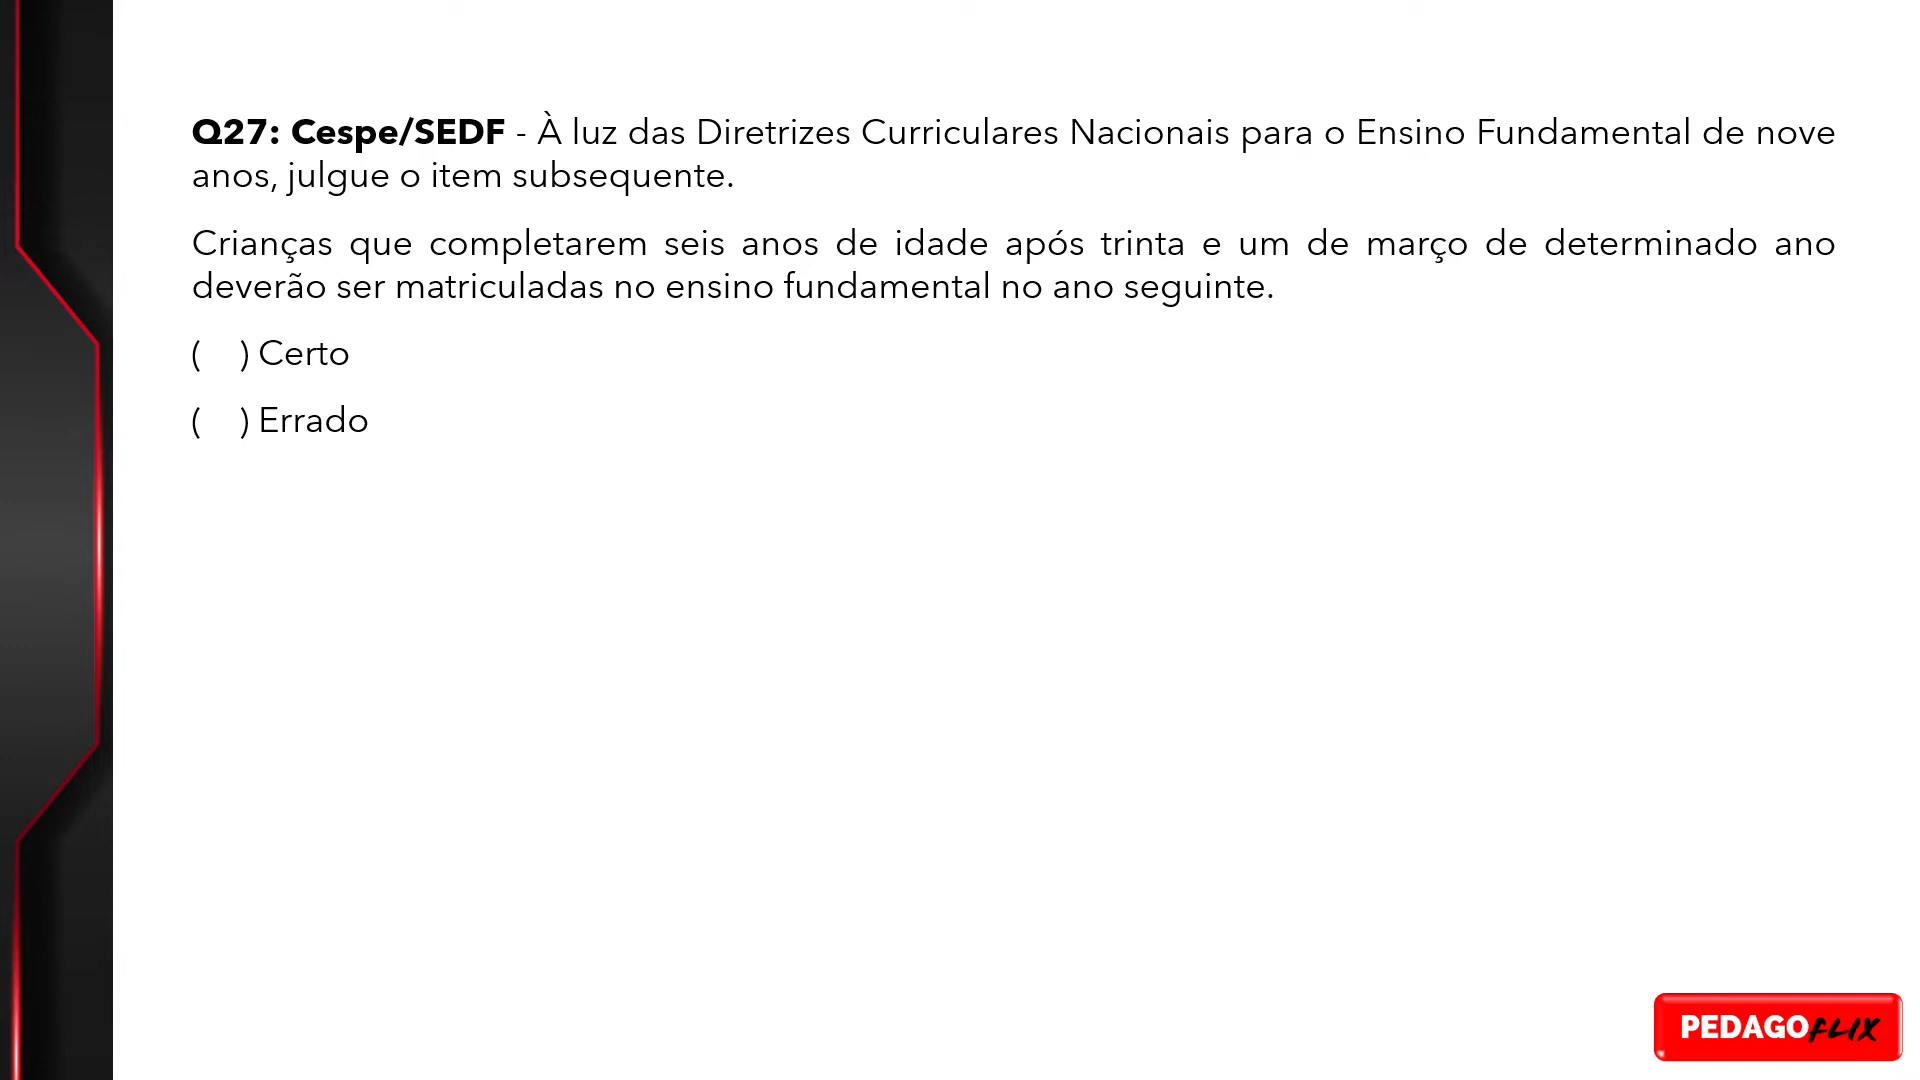 Q27: Cespe/SEDF - À luz das Diretrizes Curriculares Nacionais para o Ensino Fundamental de nove
anos, julgue o item subsequente.
Crianças que completarem seis anos de idade após trinta e um de março de determinado ano
deverão ser matriculadas no ensino fundamental no ano seguinte.
( ) Certo
( ) Errado
PEDAGOFLIX